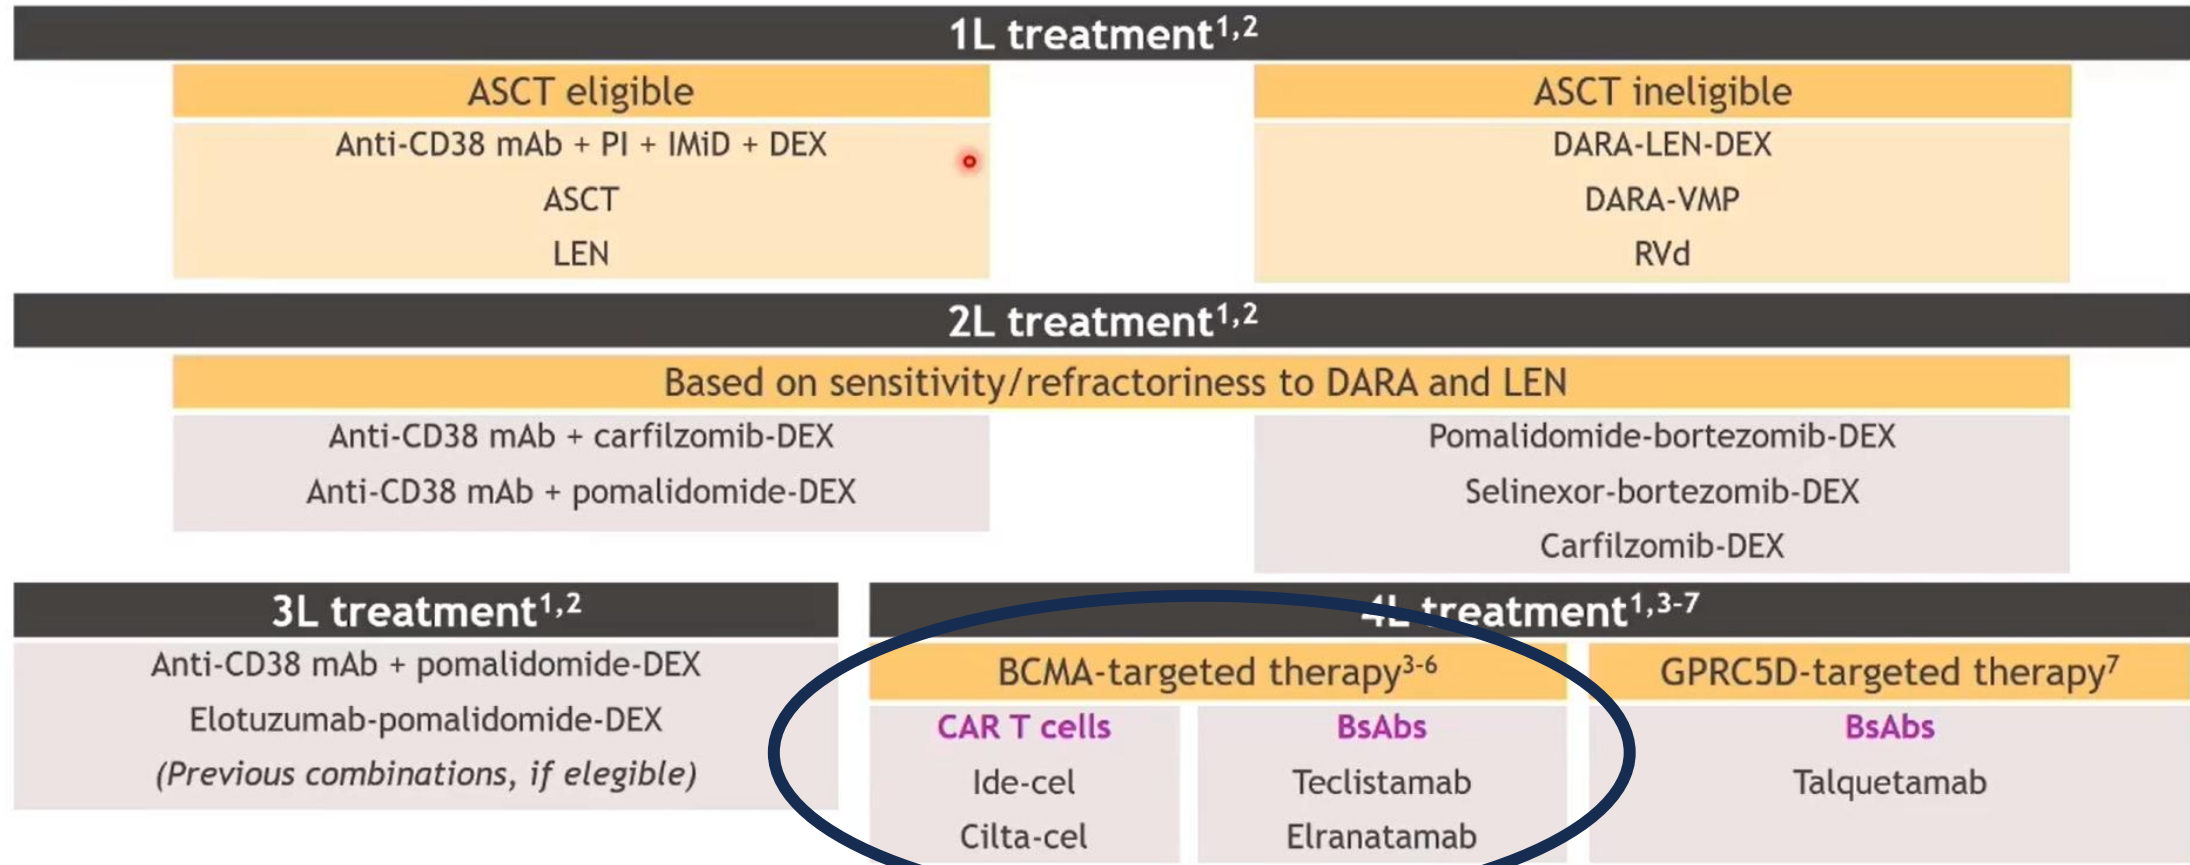 1L treatment1,2
ASCT eligible
Anti-CD38 mAb + PI + IMiD + DEX
ASCT
LEN
ASCT ineligible
DARA-LEN-DEX
DARA-VMP
RVd
2L treatment1,2
Based on sensitivity/refractoriness to DARA and LEN
Anti-CD38 mAb + carfilzomib-DEX
Anti-CD38 mAb + pomalidomide-DEX
Pomalidomide-bortezomib-DEX
Selinexor-bortezomib-DEX
Carfilzomib-DEX
3L treatment1,2
Anti-CD38 mAb + pomalidomide-DEX
Elotuzumab-pomalidomide-DEX
(Previous combinations, if elegible)
4L treatment1,3-7
BCMA-targeted therapy3-6
CAR T cells
Ide-cel
Cilta-cel
BsAbs
Teclistamab
Elranatamab
GPRC5D-targeted therapy7
BsAbs
Talquetamab